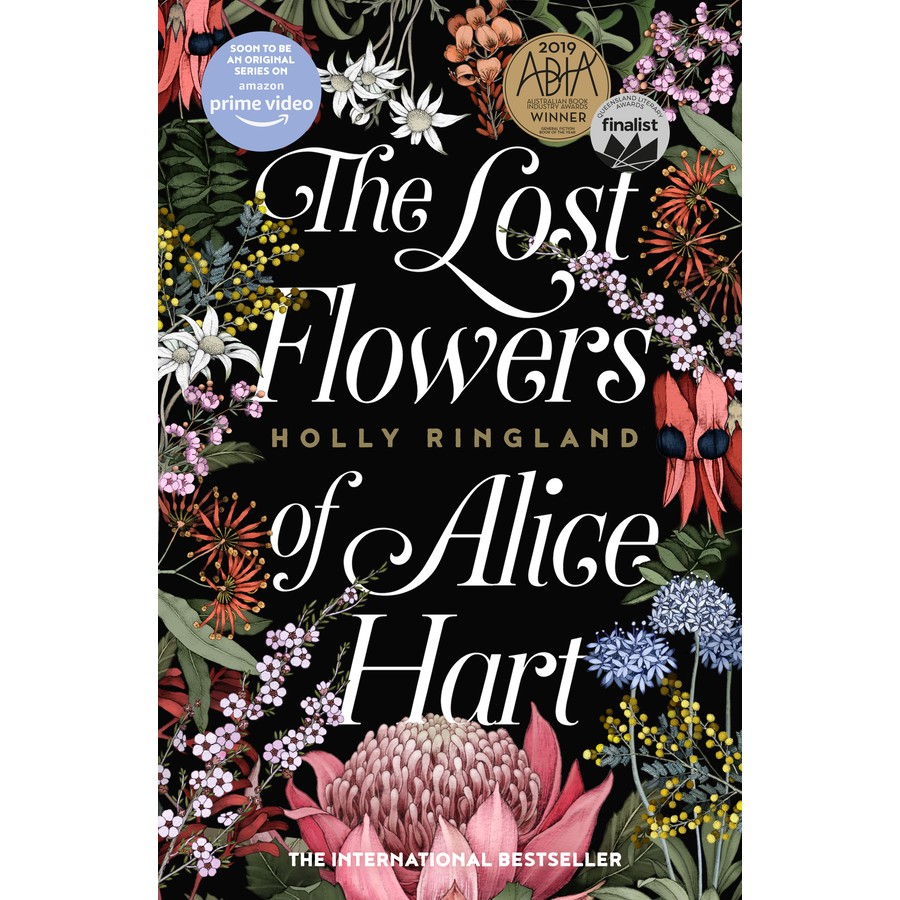 SOON TO BE
AN ORIGINAL
SERIES ON
amazon
prime video
2019
ABIA
AUSTRALIAN BOOK
INDUSTRY AWARDS
WINNER
GENERAL FICTION
BOOK OF THE YEAR
QUEENSLAND LITERARY
AWARDS
finalist
The Lost
Flowers
HOLLY RINGLAND
of Alice
Hart
THE INTERNATIONAL BESTSELLER